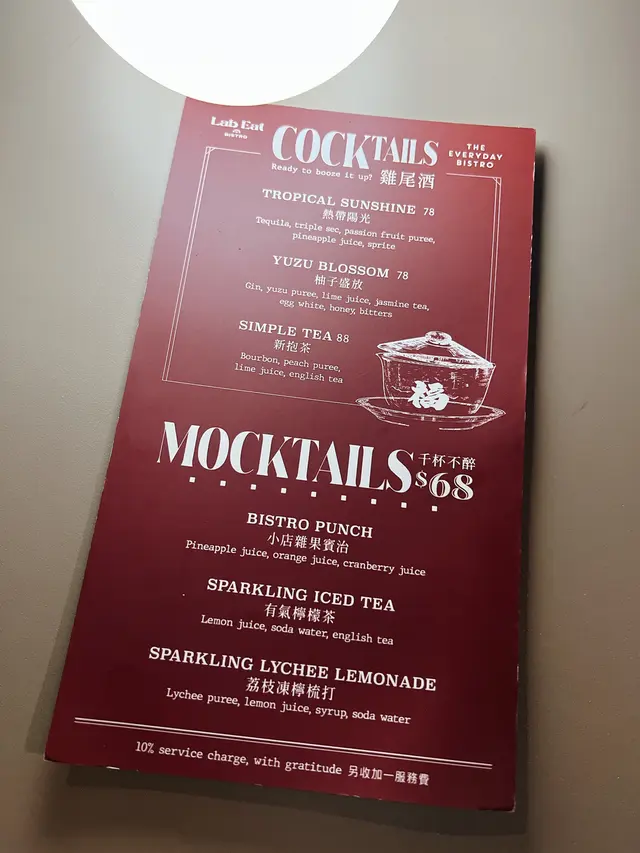 Lab Eat
BISTRO
COCKTAILS
THE
EVERYDAY
BISTRO
Ready to booze it up? 雞尾酒
TROPICAL SUNSHINE 78
熱帶陽光
Tequila, triple sec, passion fruit puree,
pineapple juice, sprite
YUZU BLOSSOM 78
柚子盛放
Gin, yuzu puree, lime juice, jasmine tea,
egg white, honey, bitters
SIMPLE TEA 88
新抱茶
Bourbon, peach puree,
lime juice, english tea
福
MOCKTAILS
千杯不醉
$68
BISTRO PUNCH
小店雜果賓治
Pineapple juice, orange juice, cranberry juice
SPARKLING ICED TEA
有氣檸檬茶
Lemon juice, soda water, english tea
SPARKLING LYCHEE LEMONADE
荔枝凍檸梳打
Lychee puree, lemon juice, syrup, soda water
10% service charge, with gratitude 另收加一服務費